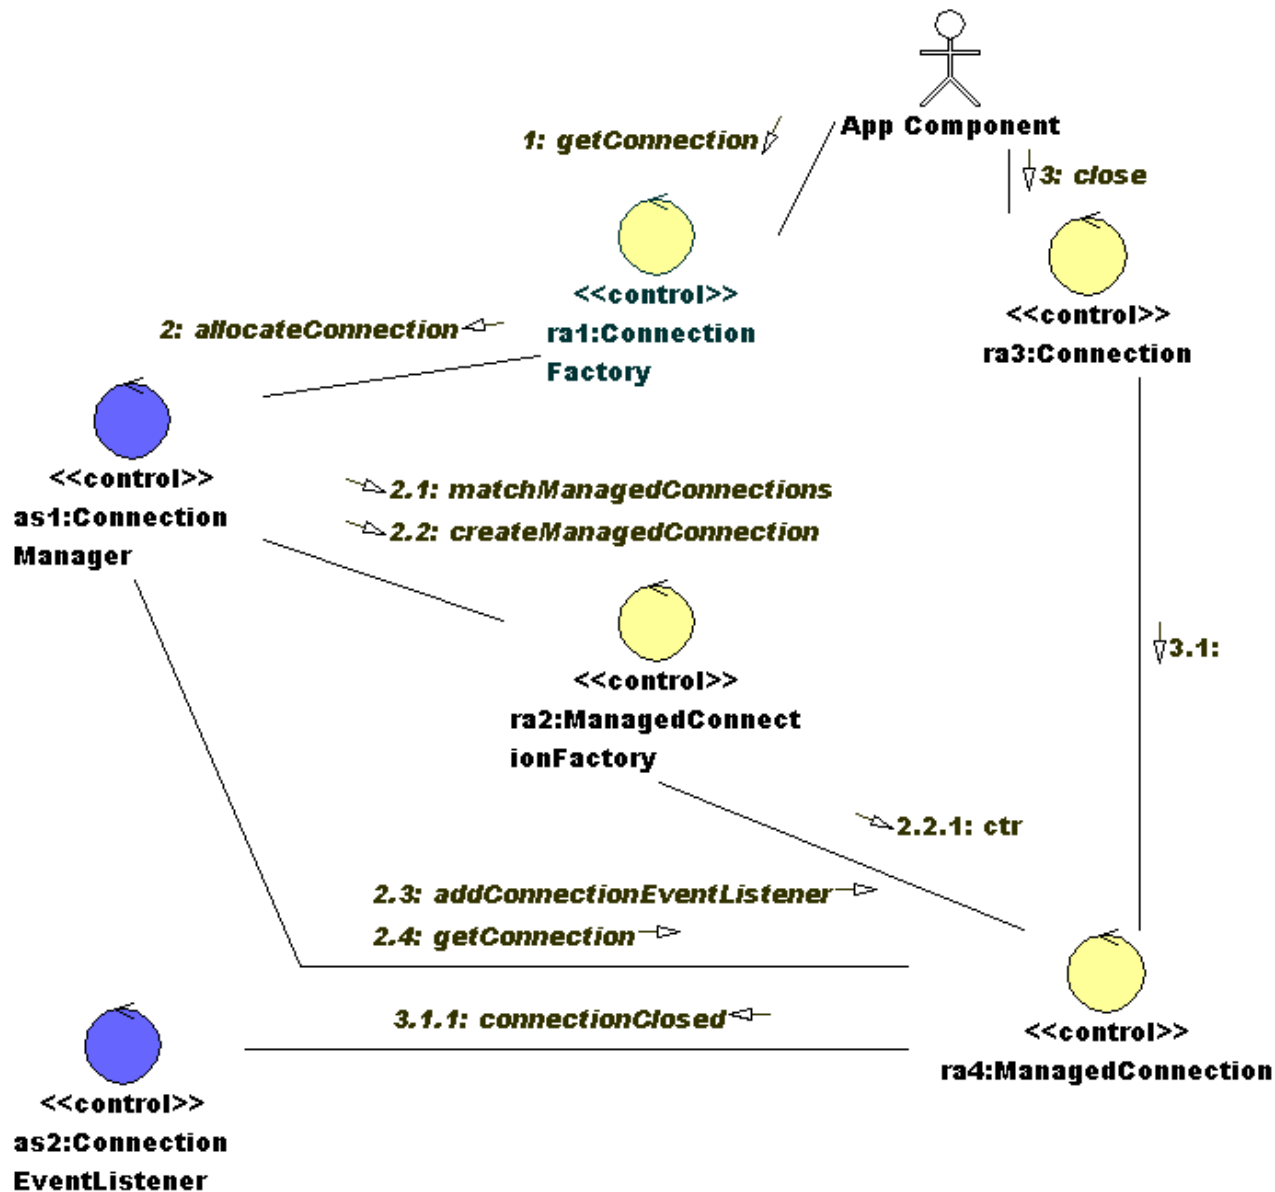 App Component
1: getConnection
3: close
<<control>>
ra1:Connection
Factory
<<control>>
ra3:Connection
2: allocateConnection
<<control>>
as1:Connection
Manager
2.1: matchManagedConnections
2.2: createManagedConnection
<<control>>
ra2:ManagedConnect
ionFactory
3.1:
2.2.1: ctr
2.3: addConnectionEventListener
2.4: getConnection
3.1.1: connectionClosed
<<control>>
ra4:ManagedConnection
<<control>>
as2:Connection
EventListener